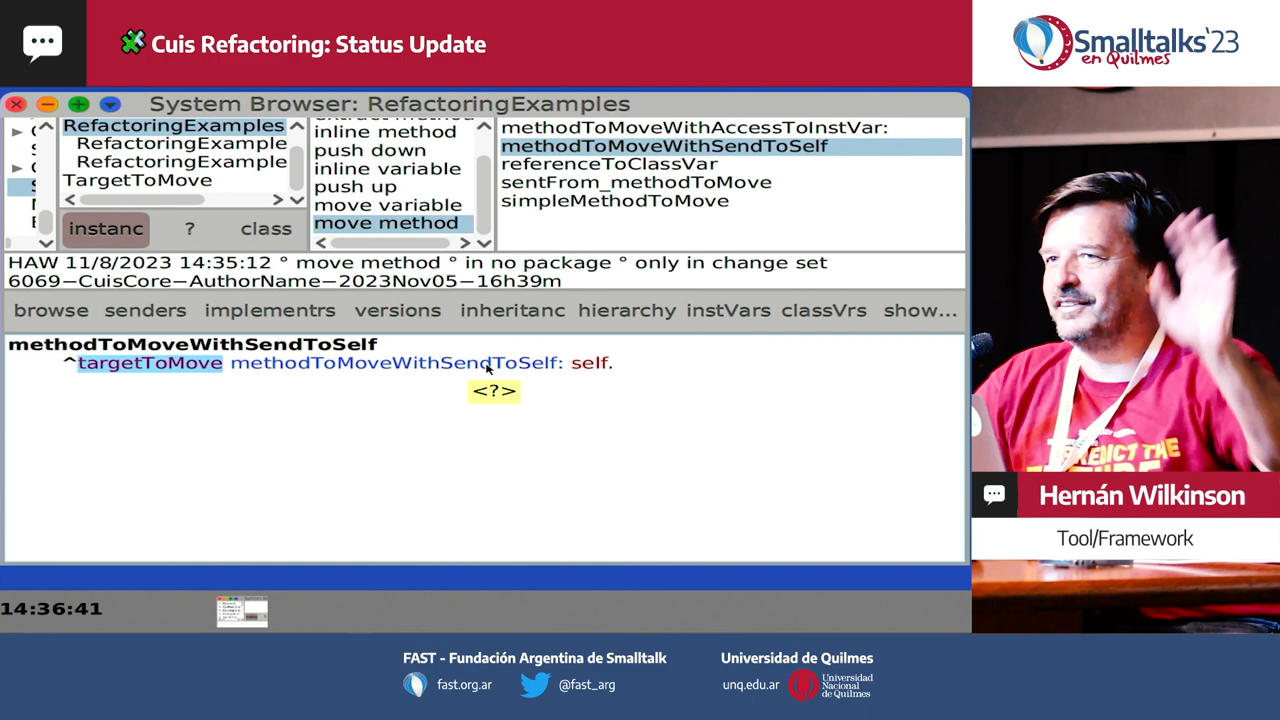 Cuis Refactoring: Status Update
Smalltalks'23
en Quilmes
System Browser: RefactoringExamples
RefactoringExamples
RefactoringExample
RefactoringExample
TargetToMove
instanc
?
class
inline method
push down
inline variable
push up
move variable
move method
methodToMoveWithAccessToInstVar:
methodToMoveWithSendToSelf
referenceToClassVar
sentFrom_methodToMove
simpleMethodToMove
HAW 11/8/2023 14:35:12 ° move method ° in no package ° only in change set
6069-CuisCore-AuthorName-2023Nov05-16h39m
browse senders implementrs versions inheritanc hierarchy instVars classVrs show...
methodToMoveWithSendToSelf
^targetToMove methodToMoveWithSendToSelf: self.
<?>
14:36:41
Hernán Wilkinson
Tool/Framework
FAST - Fundación Argentina de Smalltalk
fast.org.ar
@fast_arg
Universidad de Quilmes
unq.edu.ar
Universidad
Nacional
de Quilmes